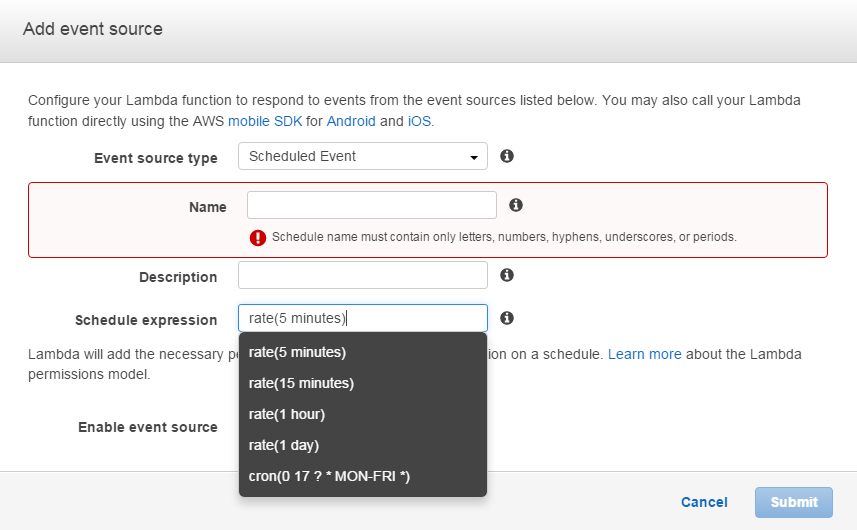 Add event source
Configure your Lambda function to respond to events from the event sources listed below. You may also call your Lambda
function directly using the AWS mobile SDK for Android and iOS.
Event source type Scheduled Event
Name
Schedule name must contain only letters, numbers, hyphens, underscores, or periods.
Description
Schedule expression rate(5 minutes)
Lambda will add the necessary on a schedule. Learn more about the Lambda
permissions model.
rate(5 minutes)
rate(15 minutes)
rate(1 hour)
rate(1 day)
cron(0 17 ? * MON-FRI *)
Enable event source
Cancel Submit